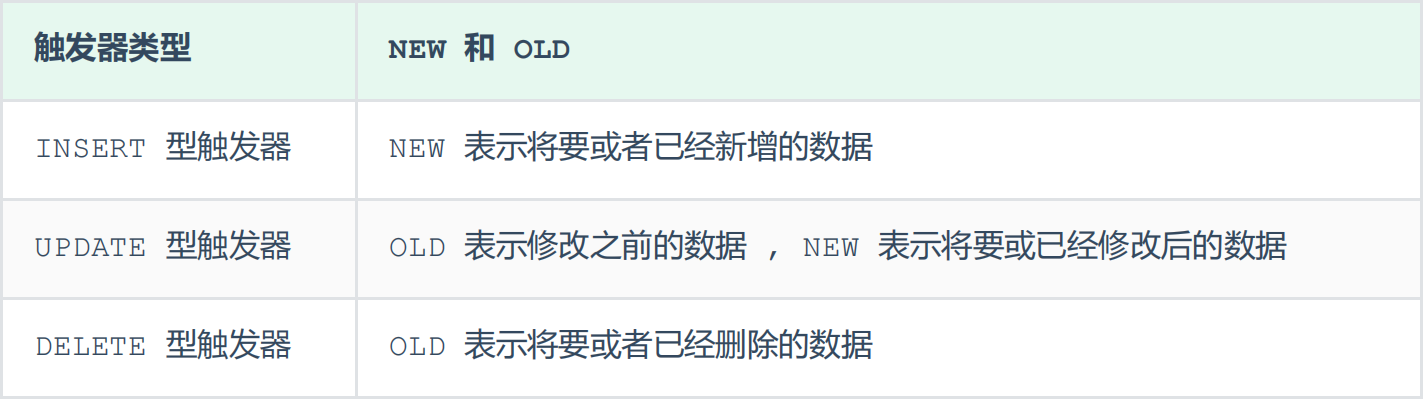 触发器类型 NEW 和 OLD
INSERT 型触发器 NEW 表示将要或者已经新增的数据
UPDATE 型触发器 OLD 表示修改之前的数据 , NEW 表示将要或已经修改后的数据
DELETE 型触发器 OLD 表示将要或者已经删除的数据